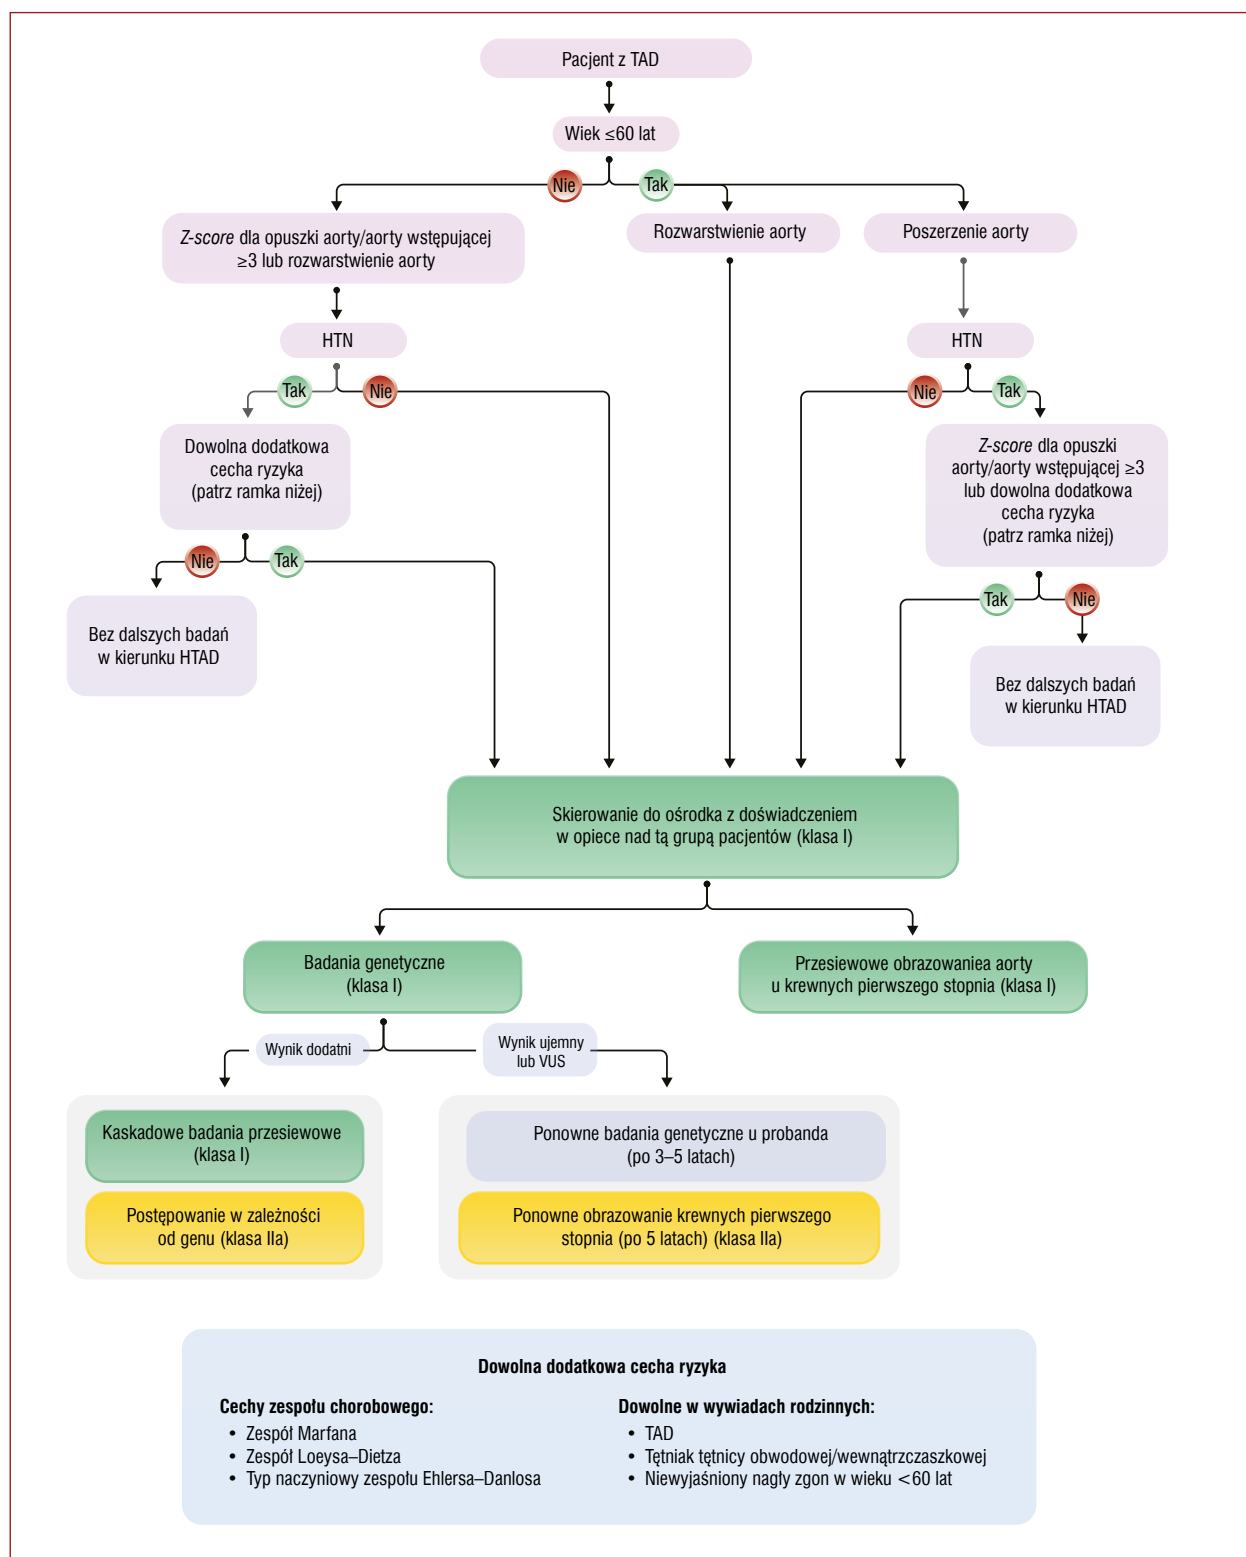 Pacjent z TAD
Wiek ≤60 lat
Nie
Tak
Z-score dla opuszki aorty/aorty wstępującej
≥3 lub rozwarstwienie aorty
Rozwarstwienie aorty
Poszerzenie aorty
HTN
HTN
Tak
Nie
Nie
Tak
Dowolna dodatkowa
cecha ryzyka
(patrz ramka niżej)
Z-score dla opuszki
aorty/aorty wstępującej ≥3
lub dowolna dodatkowa
cecha ryzyka
(patrz ramka niżej)
Nie
Tak
Tak
Nie
Bez dalszych badań
w kierunku HTAD
Bez dalszych badań
w kierunku HTAD
Skierowanie do ośrodka z doświadczeniem
w opiece nad tą grupą pacjentów (klasa I)
Badania genetyczne
(klasa I)
Przesiewowe obrazowaniea aorty
u krewnych pierwszego stopnia (klasa I)
Wynik dodatni
Wynik ujemny
lub VUS
Kaskadowe badania przesiewowe
(klasa I)
Postępowanie w zależności
od genu (klasa IIa)
Ponowne badania genetyczne u probanda
(po 3–5 latach)
Ponowne obrazowanie krewnych pierwszego
stopnia (po 5 latach) (klasa IIa)
Dowolna dodatkowa cecha ryzyka
Cechy zespołu chorobowego:
• Zespół Marfana
• Zespół Loeysa–Dietza
• Typ naczyniowy zespołu Ehlersa–Danlosa
Dowolne w wywiadach rodzinnych:
• TAD
• Tętniak tętnicy obwodowej/wewnątrzczaszkowej
• Niewyjaśniony nagły zgon w wieku <60 lat